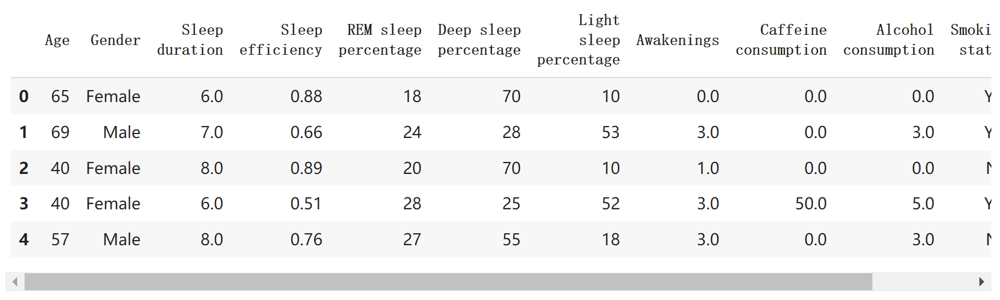 Age Gender Sleep duration Sleep efficiency REM sleep percentage Deep sleep percentage Light sleep percentage Awakenings Caffeine consumption Alcohol consumption
0 65 Female 6.0 0.88 18 70 10 0.0 0.0 0.0
1 69 Male 7.0 0.66 24 28 53 3.0 0.0 3.0
2 40 Female 8.0 0.89 20 70 10 1.0 0.0 0.0
3 40 Female 6.0 0.51 28 25 52 3.0 50.0 5.0
4 57 Male 8.0 0.76 27 55 18 3.0 0.0 3.0